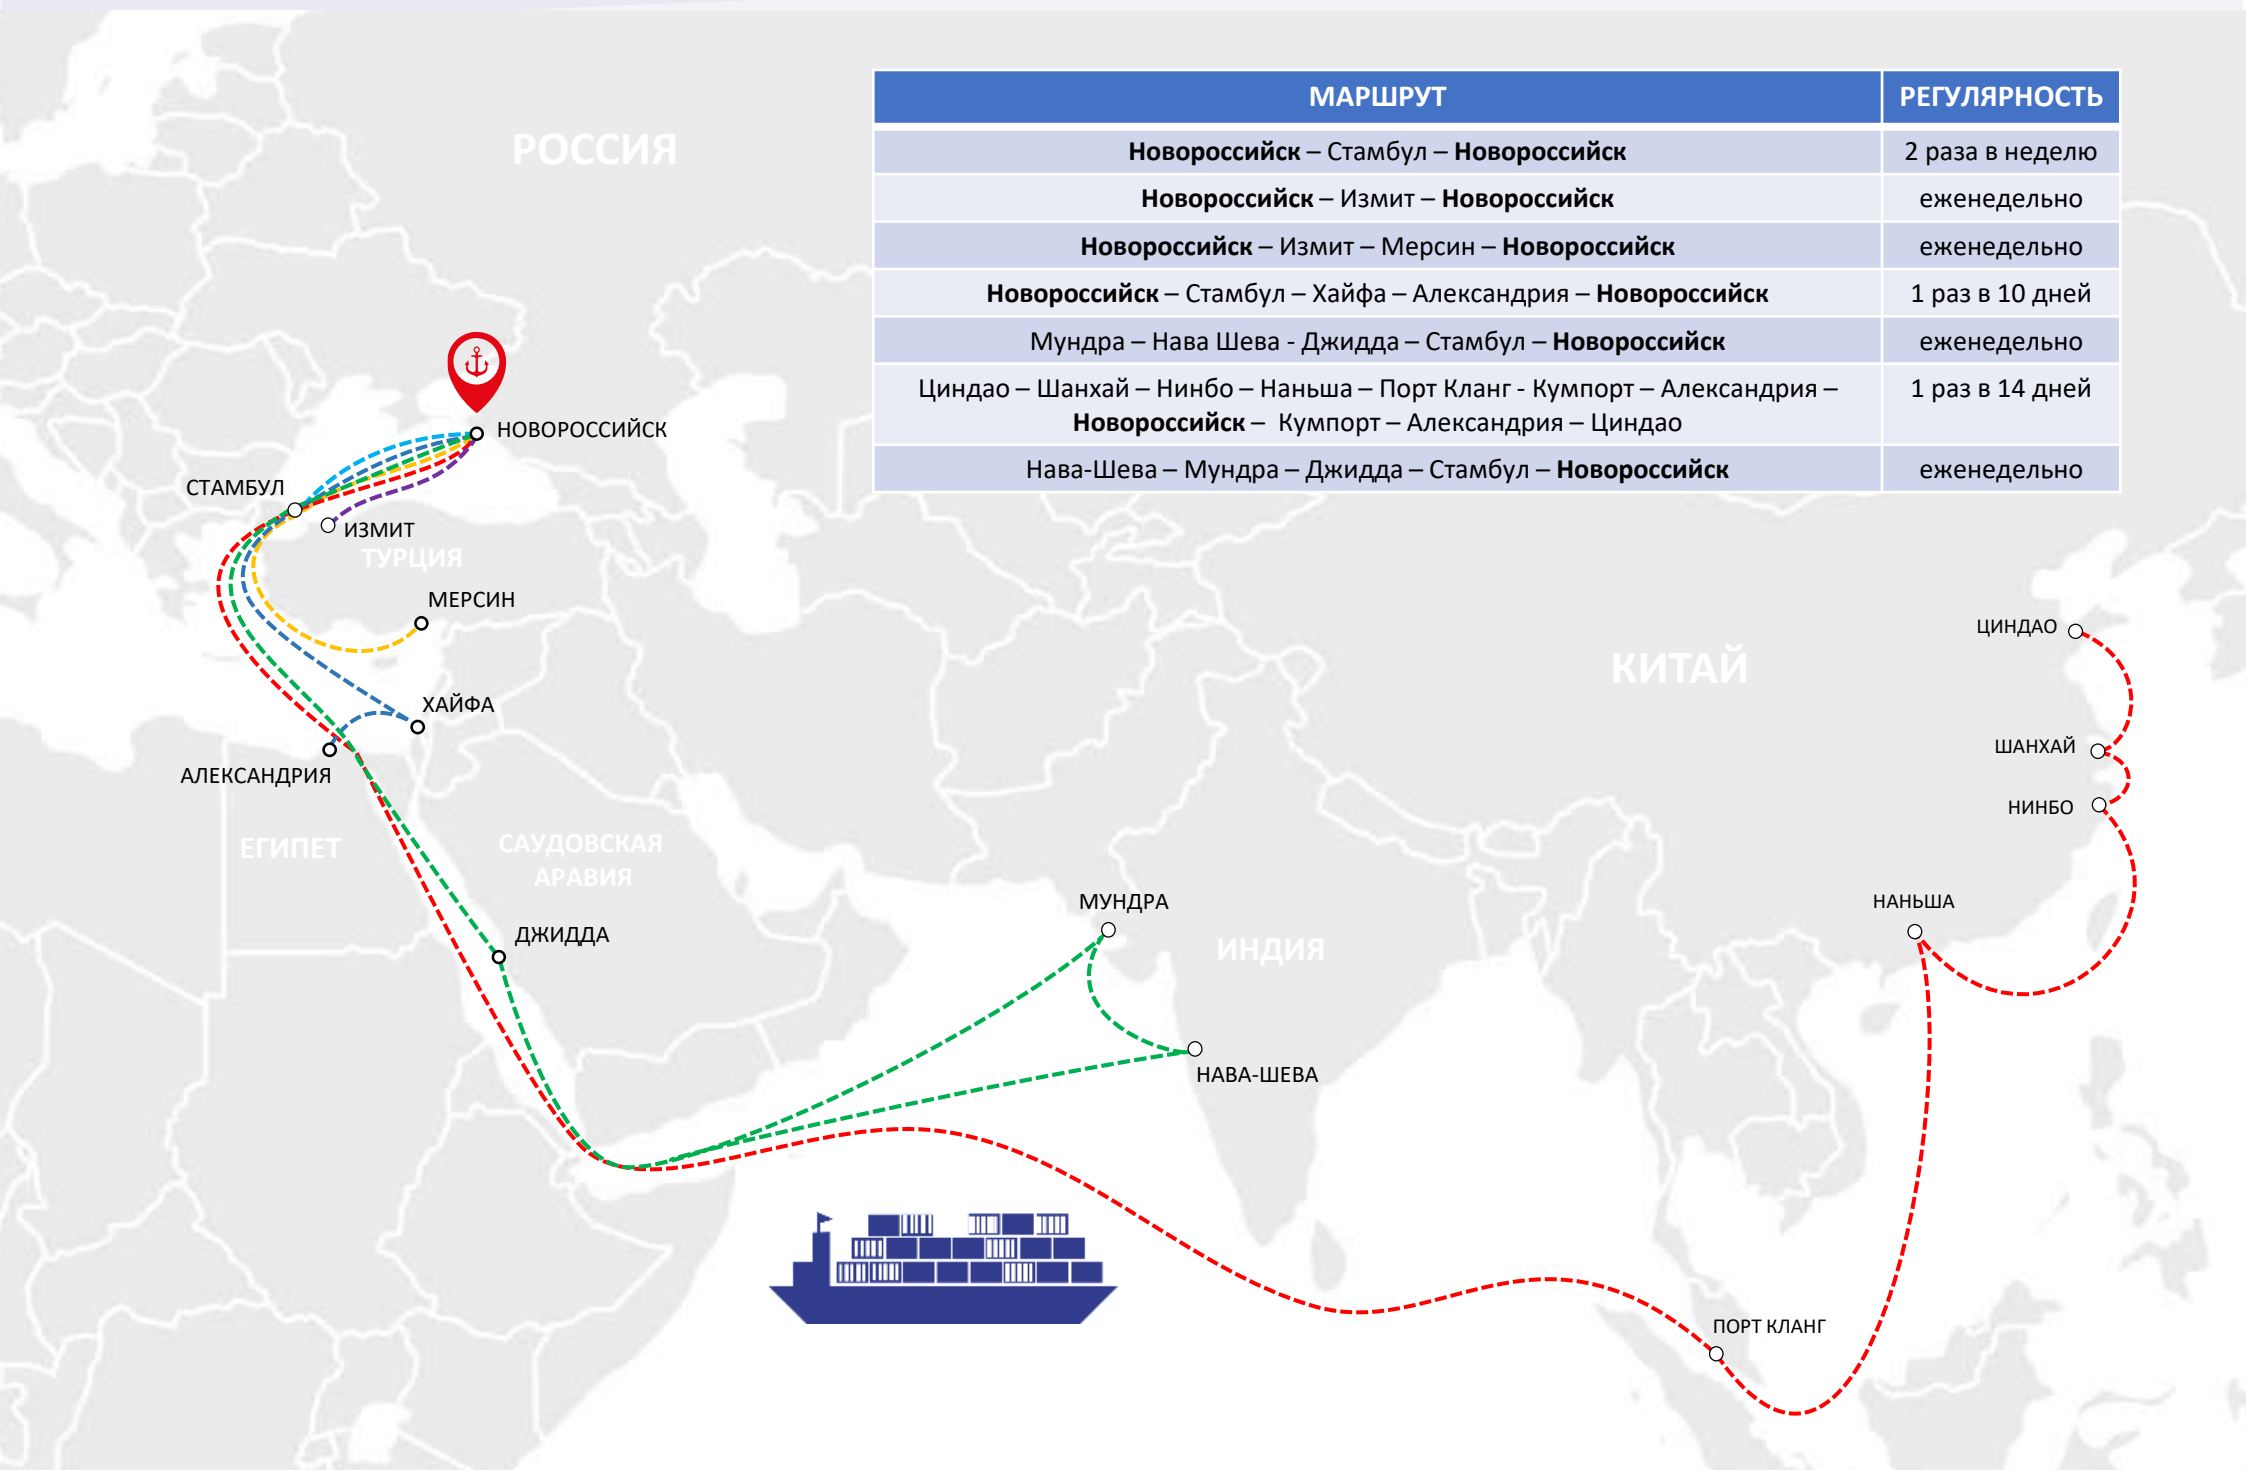 МАРШРУТ РЕГУЛЯРНОСТЬ
Новороссийск – Стамбул – Новороссийск 2 раза в неделю
Новороссийск – Измит – Новороссийск еженедельно
Новороссийск – Измит – Мерсин – Новороссийск еженедельно
Новороссийск – Стамбул – Хайфа – Александрия – Новороссийск 1 раз в 10 дней
Мундра – Нава Шева - Джидда – Стамбул – Новороссийск еженедельно
Циндао – Шанхай – Нинбо – Наньша – Порт Кланг - Кумпорт – Александрия – 1 раз в 14 дней
Новороссийск – Кумпорт – Александрия – Циндао
Нава-Шева – Мундра – Джидда – Стамбул – Новороссийск еженедельно
РОССИЯ
НОВОРОССИЙСК
СТАМБУЛ
ИЗМИТ
ТУРЦИЯ
МЕРСИН
ЦИНДАО
КИТАЙ
ХАЙФА
ШАНХАЙ
АЛЕКСАНДРИЯ
НИНБО
ЕГИПЕТ
САУДОВСКАЯ
АРАВИЯ
МУНДРА
НАНЬША
ДЖИДДА
ИНДИЯ
НАВА-ШЕВА
ПОРТ КЛАНГ